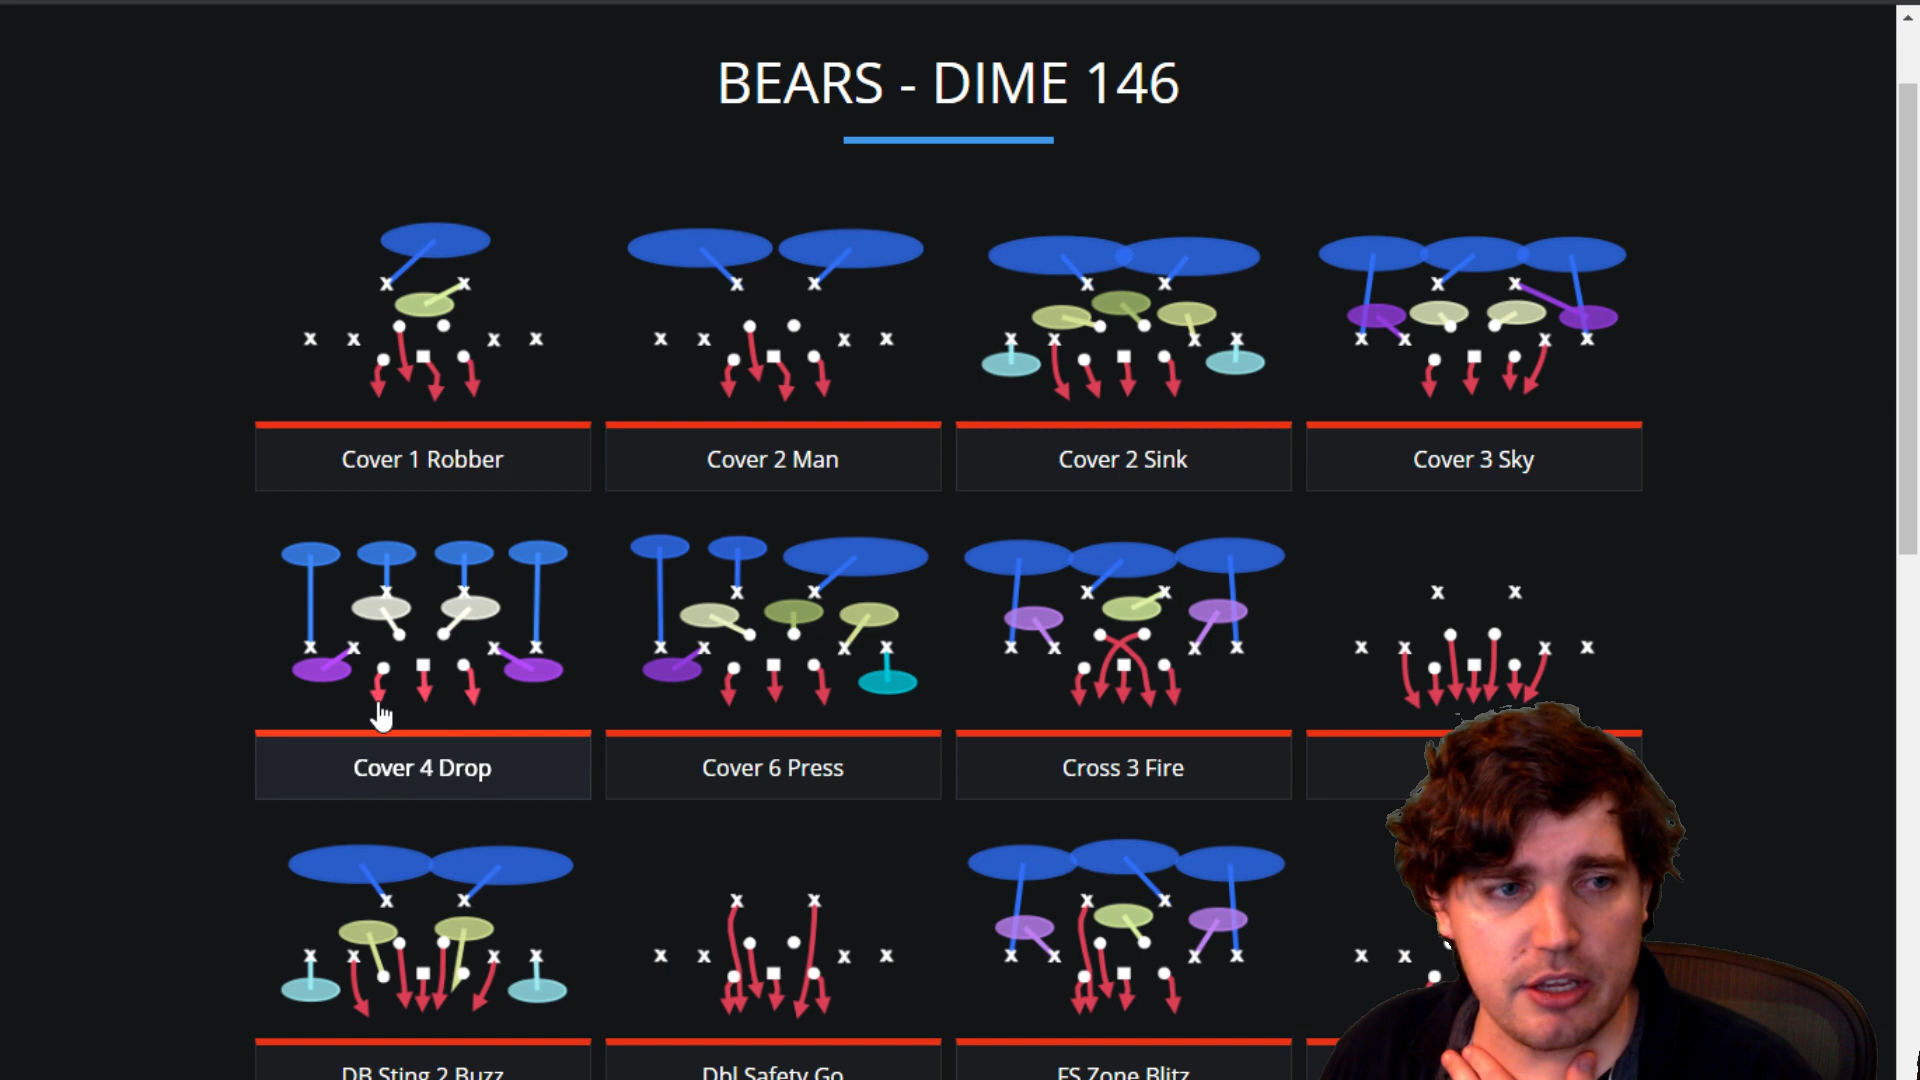 BEARS - DIME 146
Cover 1 Robber
Cover 2 Man
Cover 2 Sink
Cover 3 Sky
Cover 4 Drop
Cover 6 Press
Cross 3 Fire
DB Sting 2 Buzz
Dbl Safety Go
FS Zone Blitz